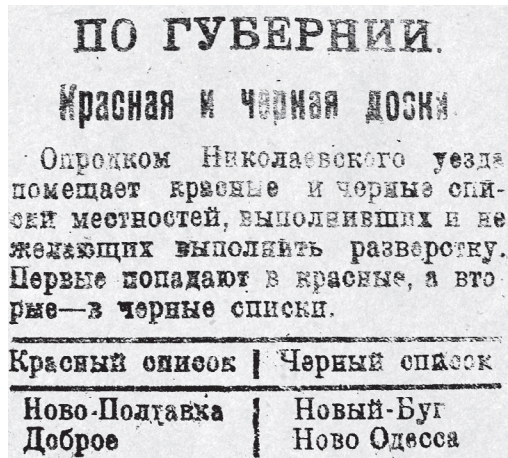 ПО ГУБЕРНИИ.
Красная и черная доски
Опродком Николаевского уезда
помещает красные и черные спи-
ски местностей, выполнивших и не
желающих выполнить разверстку.
Первые попадают в красные, а вто
рые—в черные списки.
Красный список | Черный список
Ново-Полтавка | Новый-Буг
Доброе | Ново Одесса